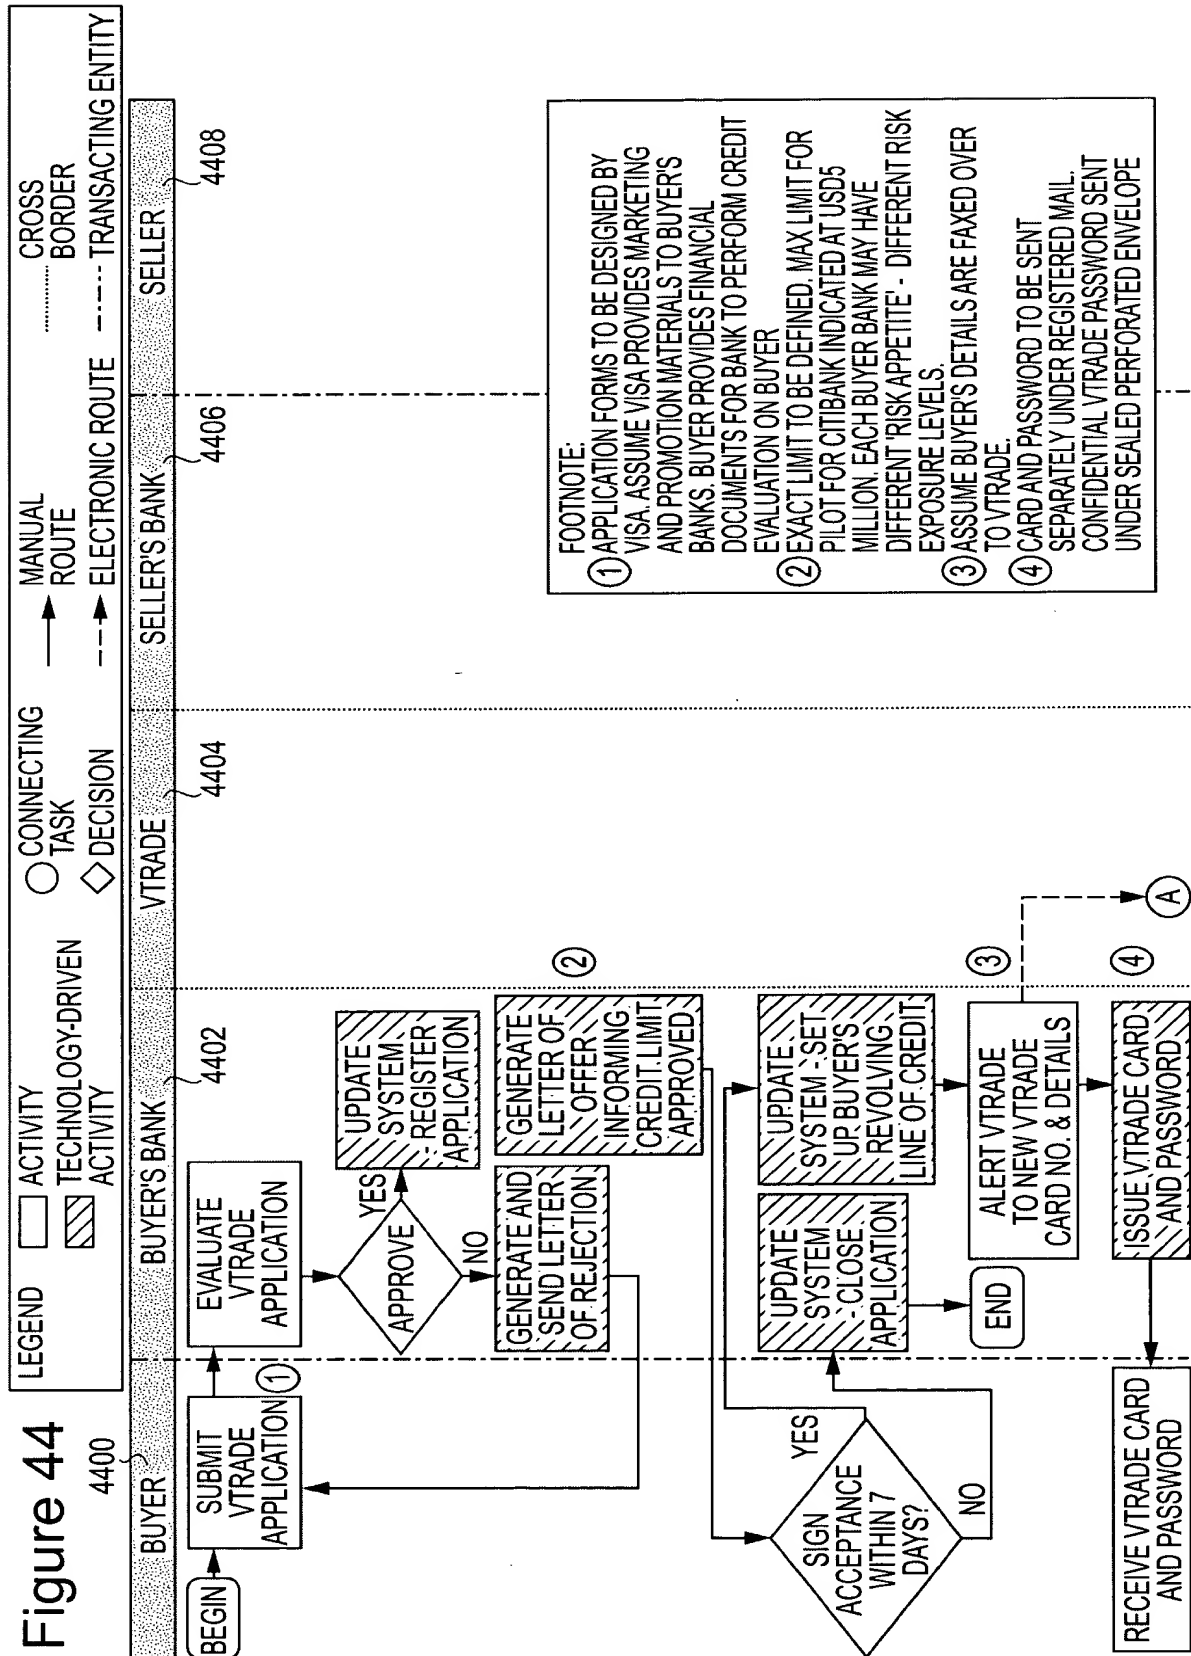 Figure 44
LEGEND
ACTIVITY
TECHNOLOGY-DRIVEN
ACTIVITY
CONNECTING
TASK
DECISION
MANUAL
ROUTE
ELECTRONIC ROUTE
CROSS
BORDER
TRANSACTING ENTITY
4400
BUYER
BUYER'S BANK
4402
VTRADE
4404
SELLER'S BANK
4406
SELLER
4408
BEGIN
SUBMIT
VTRADE
APPLICATION
1
EVALUATE
VTRADE
APPLICATION
APPROVE
YES
NO
UPDATE
SYSTEM
- REGISTER
APPLICATION
GENERATE AND
SEND LETTER
OF REJECTION
GENERATE
LETTER OF
OFFER
INFORMING
CREDIT LIMIT
APPROVED
2
SIGN
ACCEPTANCE
WITHIN 7
DAYS?
YES
NO
UPDATE
SYSTEM
- CLOSE
APPLICATION
END
UPDATE
SYSTEM - SET
UP BUYER'S
REVOLVING
LINE OF CREDIT
ALERT VTRADE
TO NEW VTRADE
CARD NO. & DETAILS
3
A
ISSUE VTRADE CARD
AND PASSWORD
4
RECEIVE VTRADE CARD
AND PASSWORD
FOOTNOTE:
1 APPLICATION FORMS TO BE DESIGNED BY
VISA. ASSUME VISA PROVIDES MARKETING
AND PROMOTION MATERIALS TO BUYER'S
BANKS. BUYER PROVIDES FINANCIAL
DOCUMENTS FOR BANK TO PERFORM CREDIT
EVALUATION ON BUYER
2 EXACT LIMIT TO BE DEFINED. MAX LIMIT FOR
PILOT FOR CITIBANK INDICATED AT USD5
MILLION. EACH BUYER BANK MAY HAVE
DIFFERENT 'RISK APPETITE' - DIFFERENT RISK
EXPOSURE LEVELS.
3 ASSUME BUYER'S DETAILS ARE FAXED OVER
TO VTRADE.
4 CARD AND PASSWORD TO BE SENT
SEPARATELY UNDER REGISTERED MAIL.
CONFIDENTIAL VTRADE PASSWORD SENT
UNDER SEALED PERFORATED ENVELOPE